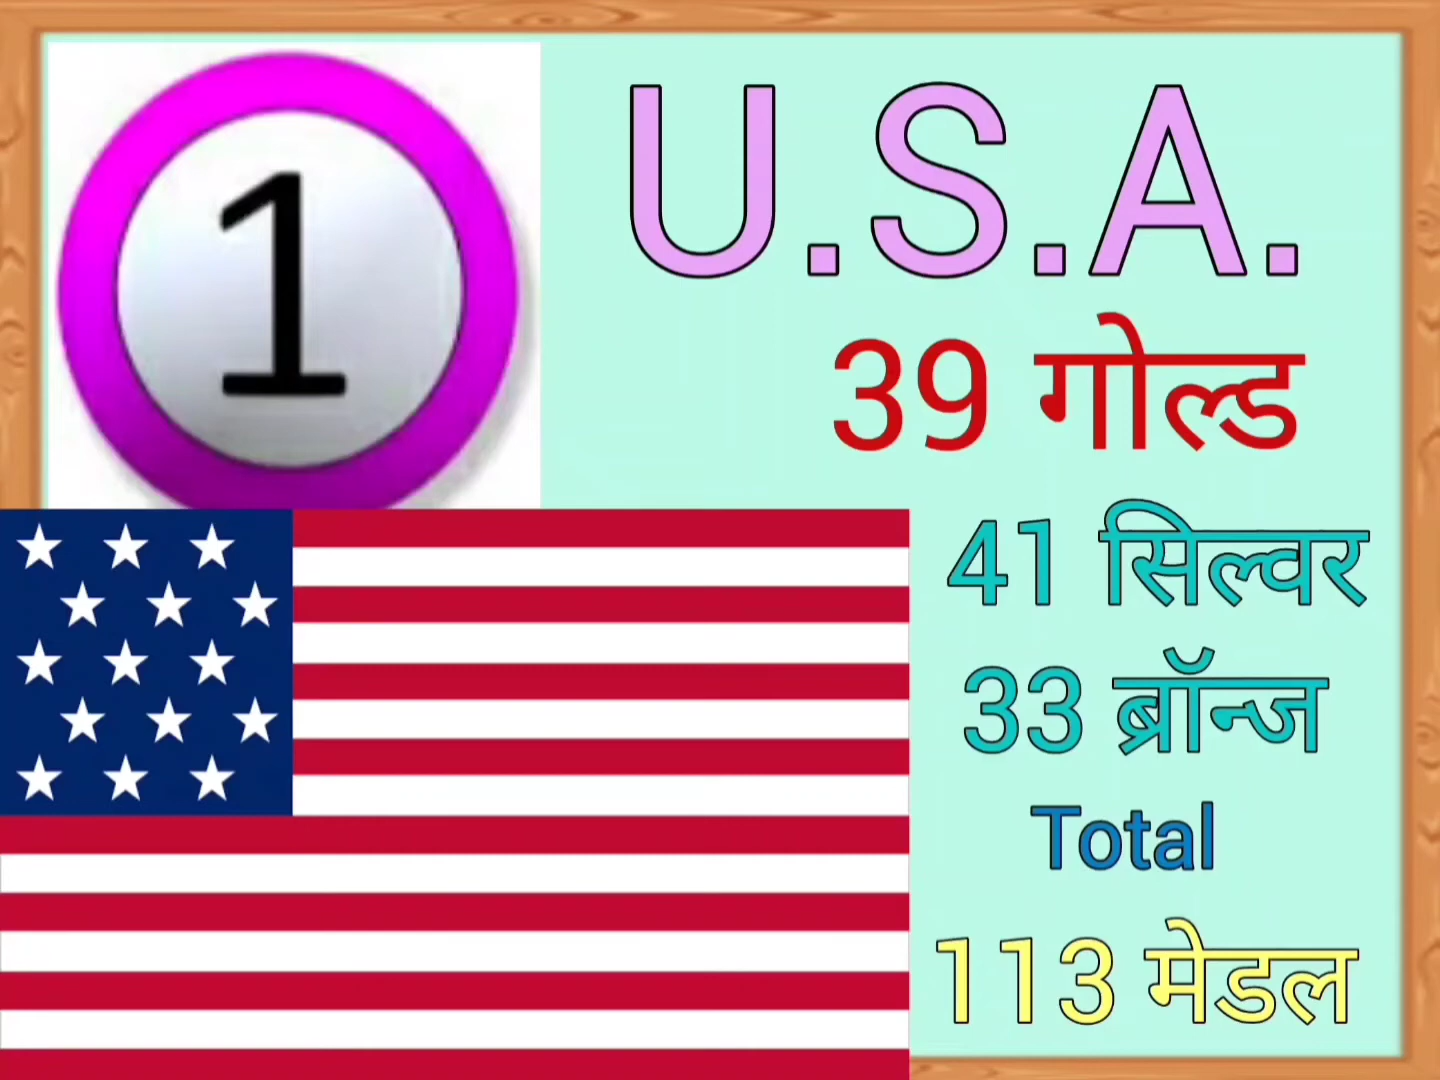 1
U.S.A.
39 गोल्ड
41 सिल्वर
33 ब्रॉन्ज
Total
113 मेडल